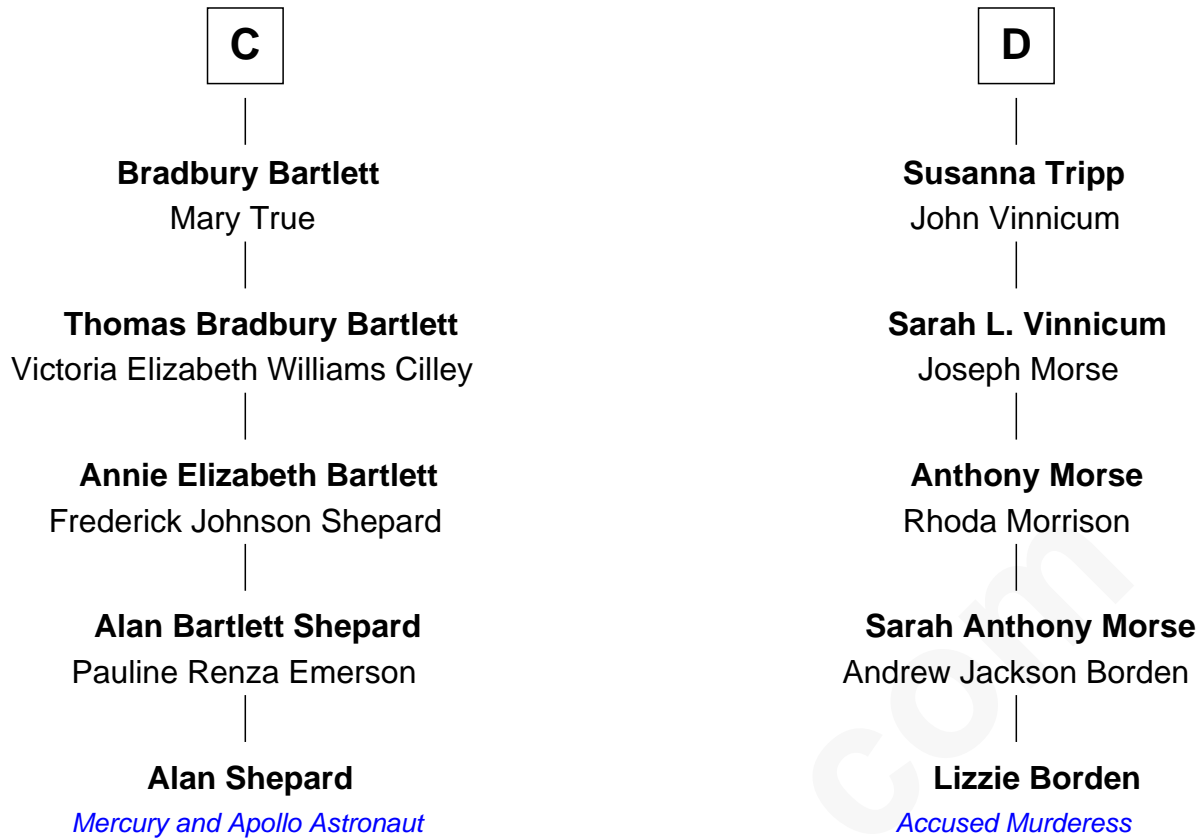 C
Bradbury Bartlett
Mary True
Thomas Bradbury Bartlett
Victoria Elizabeth Williams Cilley
Annie Elizabeth Bartlett
Frederick Johnson Shepard
Alan Bartlett Shepard
Pauline Renza Emerson
Alan Shepard
Mercury and Apollo Astronaut
D
Susanna Tripp
John Vinnicum
Sarah L. Vinnicum
Joseph Morse
Anthony Morse
Rhoda Morrison
Sarah Anthony Morse
Andrew Jackson Borden
Lizzie Borden
Accused Murderess
com